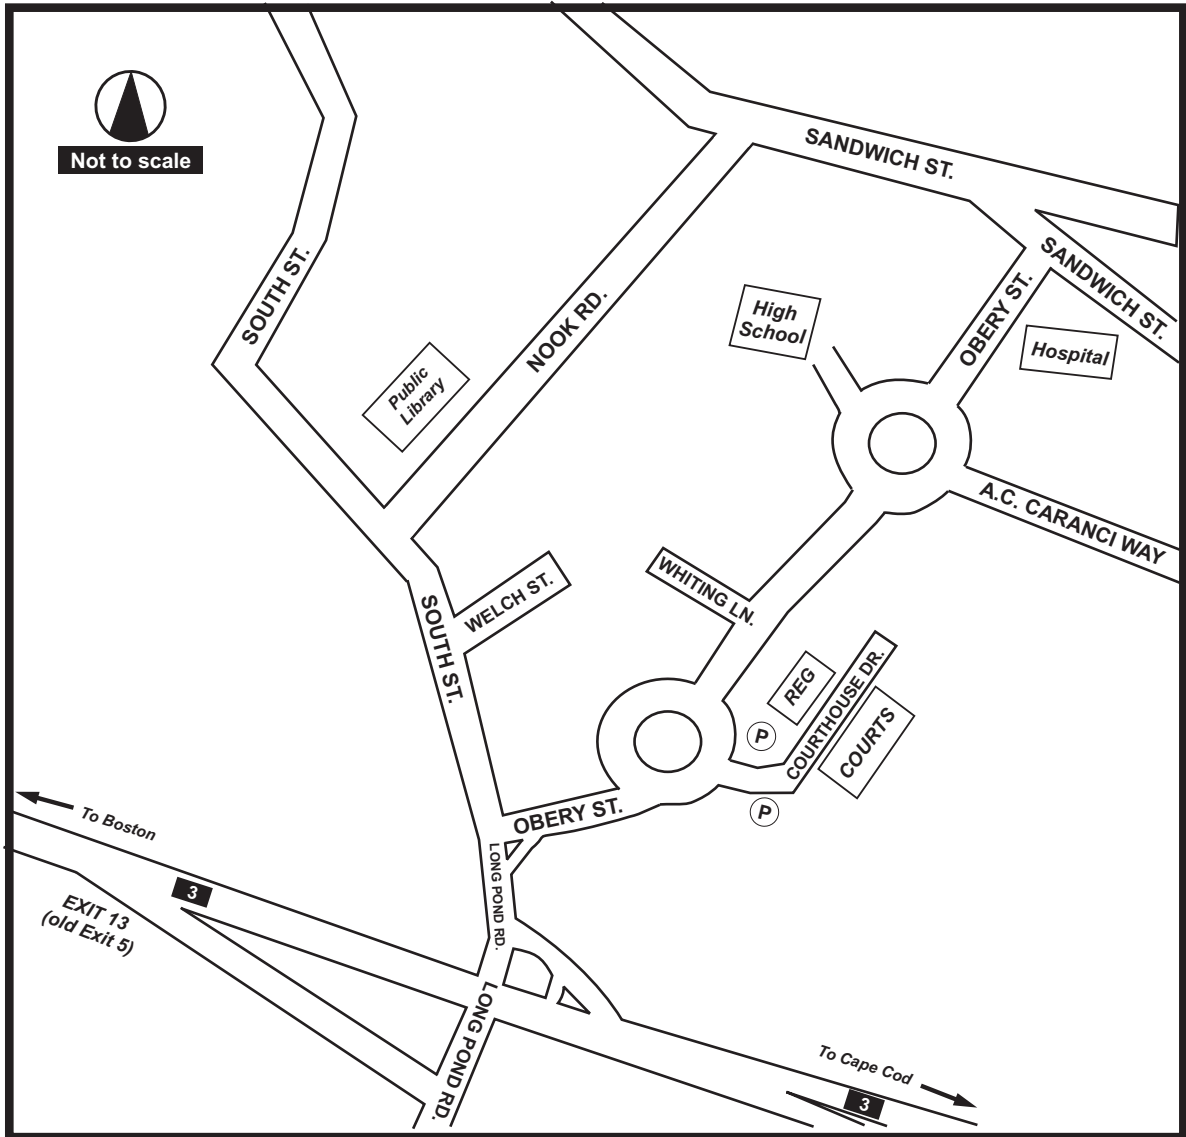 Not to scale
SANDWICH ST.
SOUTH ST.
NOOK RD.
High
School
OBERY ST.
SANDWICH ST.
Hospital
Public
Library
A.C. CARANCI WAY
WHITING LN.
WELCH ST.
SOUTH ST.
REG
COURTHOUSE DR.
COURTS
P
P
OBERY ST.
To Boston
3
EXIT 13
(old Exit 5)
LONG POND RD.
LONG POND RD.
To Cape Cod
3